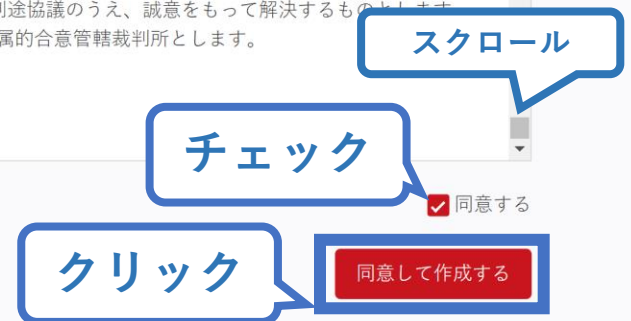 途協議のうえ、誠意をもって解決するものとします
属的合意管轄裁判所とします。
スクロール
チェック
同意する
クリック
同意して作成する